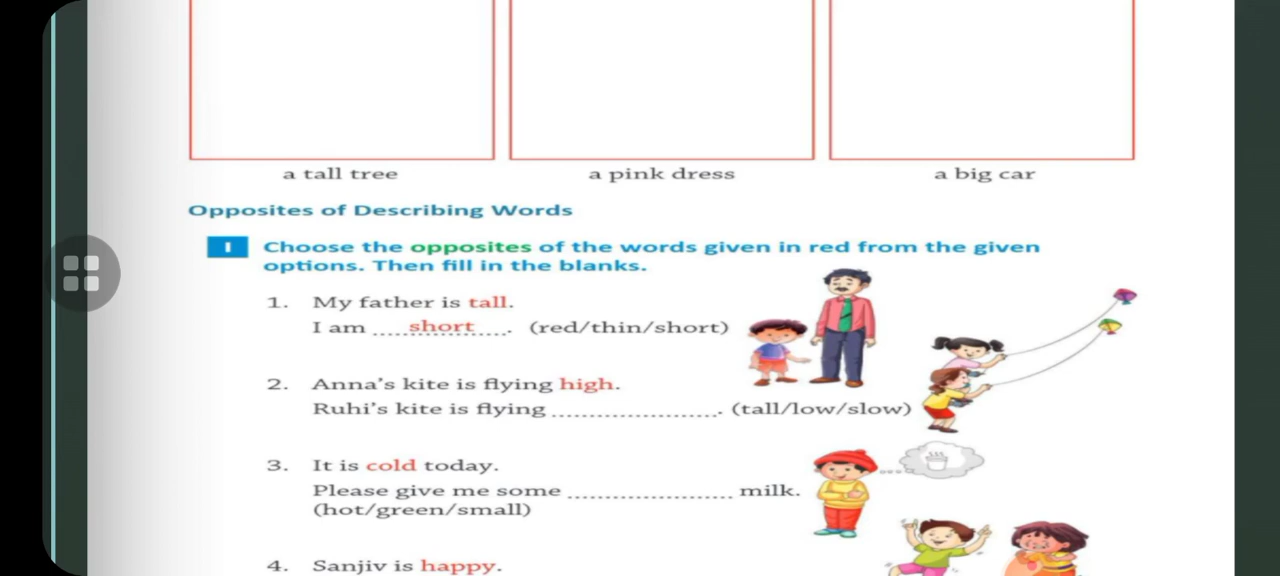 a tall tree a pink dress a big car
Opposites of Describing Words
I Choose the opposites of the words given in red from the given
options. Then fill in the blanks.
1. My father is tall.
I am .....short.....  (red/thin/short)
2. Anna's kite is flying high.
Ruhi's kite is flying ..................... (tall/low/slow)
3. It is cold today.
Please give me some ..................... milk.
(hot/green/small)
4. Sanjiv is happy.